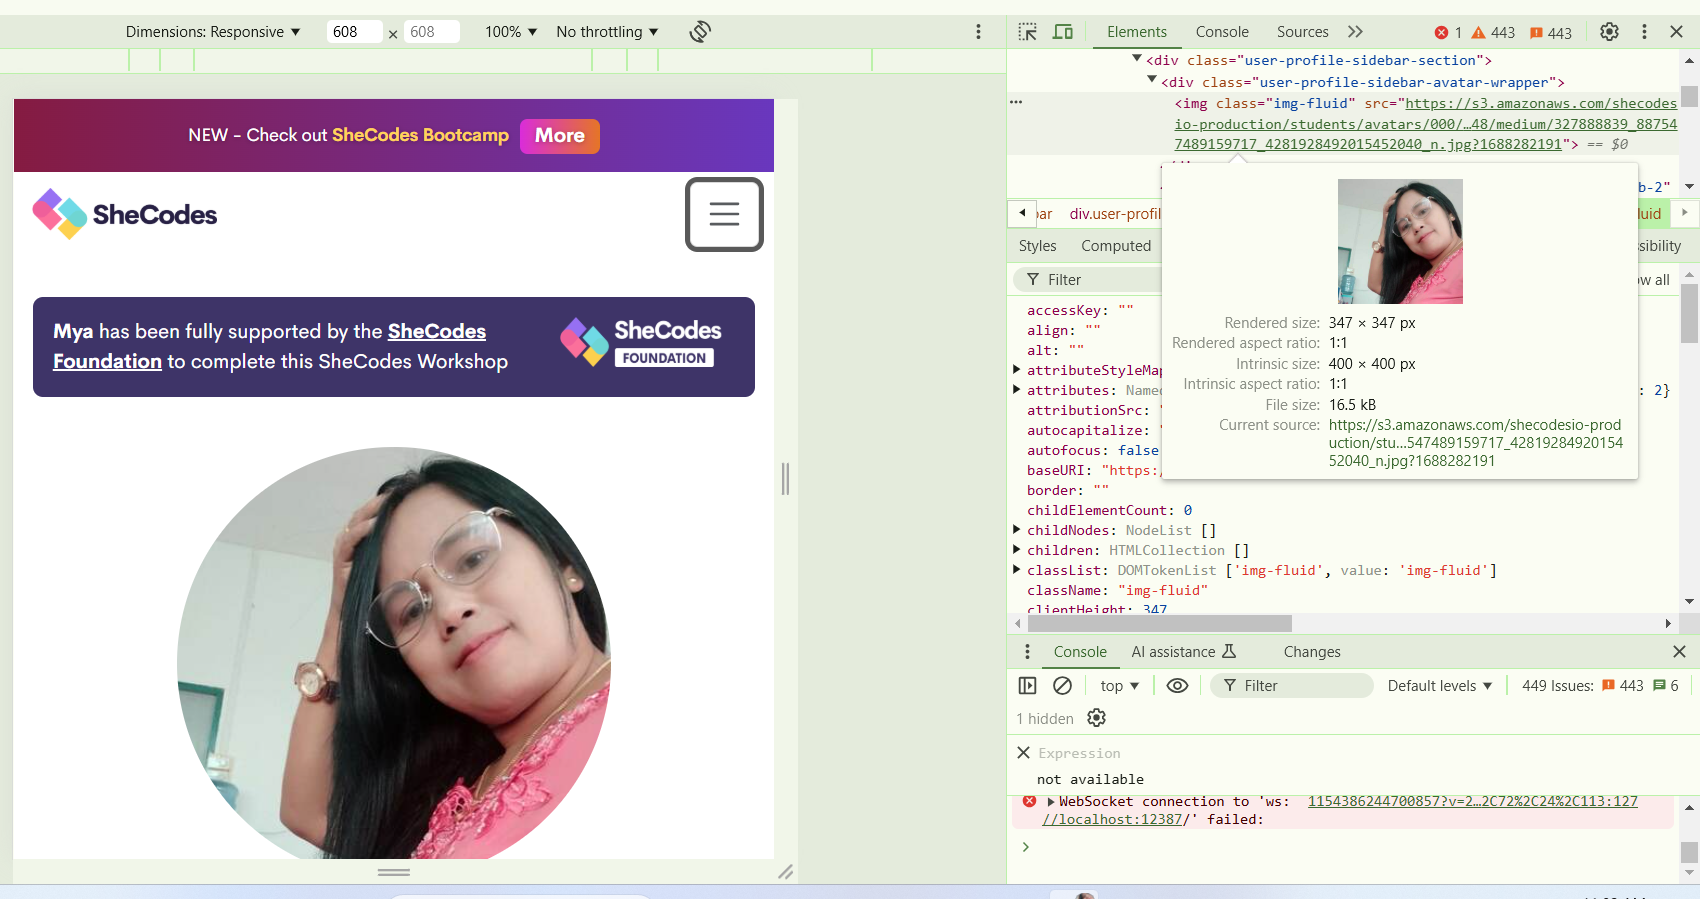 Dimensions: Responsive ▼ 608 × 608 100% ▼ No throttling ▼
Elements Console Sources 1 443 443
<div class="user-profile-sidebar-section">
<div class="user-profile-sidebar-avatar-wrapper">
<img class="img-fluid" src="https://s3.amazonaws.com/shecodes
io-production/students/avatars/000/…48/medium/327888839_88754
7489159717_4281928492015452040_n.jpg?1688282191"> == $0
b-2"
bar div.user-profil luid
Styles Computed sibility
Filter ow all
accessKey: ""
align: ""
alt: ""
attributeStyleMap
attributes: Named : 2}
attributionSrc:
autocapitalize:
autofocus: false
baseURI: "https:/
border: ""
childElementCount: 0
childNodes: NodeList []
children: HTMLCollection []
classList: DOMTokenList ['img-fluid', value: 'img-fluid']
className: "img-fluid"
clientHeight: 347
Rendered size: 347 × 347 px
Rendered aspect ratio: 1:1
Intrinsic size: 400 × 400 px
Intrinsic aspect ratio: 1:1
File size: 16.5 kB
Current source: https://s3.amazonaws.com/shecodesio-prod
uction/stu…547489159717_42819284920154
52040_n.jpg?1688282191
Console AI assistance Changes
top ▼ Filter Default levels ▼ 449 Issues: 443 6
1 hidden
Expression
not available
WebSocket connection to 'ws: 1154386244700857?v=2…2C72%2C24%2C113:127
//localhost:12387/' failed:
NEW - Check out SheCodes Bootcamp More
SheCodes
Mya has been fully supported by the SheCodes
Foundation to complete this SheCodes Workshop
SheCodes
FOUNDATION